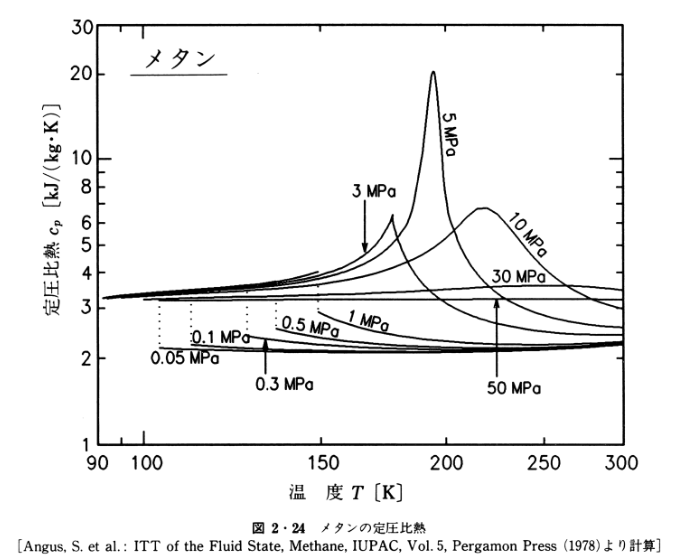 30
メタン
20
10
8
6
5
4
3
2
1
定圧比熱 cₚ [kJ/(kg·K)]
5 MPa
3 MPa
10 MPa
30 MPa
1 MPa
0.5 MPa
0.1 MPa
0.05 MPa
0.3 MPa
50 MPa
90 100 150 200 250 300
温 度 T [K]
図 2・24 メタンの定圧比熱
[Angus, S. et al.: ITT of the Fluid State, Methane, IUPAC, Vol. 5, Pergamon Press (1978)より計算]